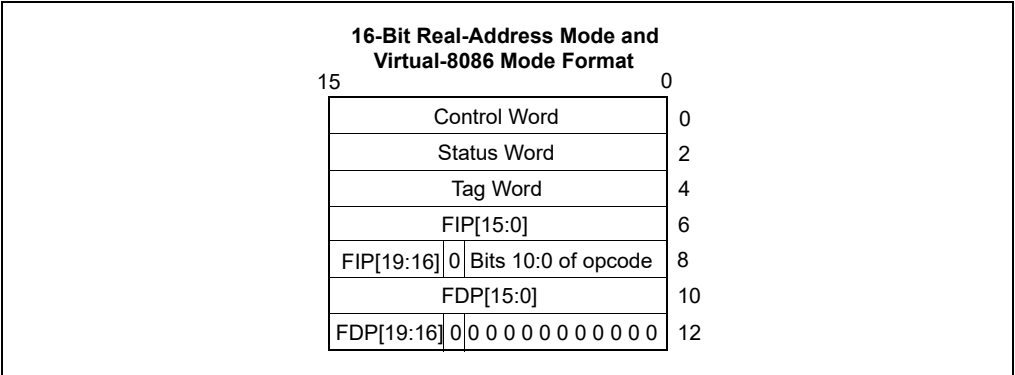 16-Bit Real-Address Mode and
Virtual-8086 Mode Format
15 0
Control Word 0
Status Word 2
Tag Word 4
FIP[15:0] 6
FIP[19:16] 0 Bits 10:0 of opcode 8
FDP[15:0] 10
FDP[19:16] 0 0 0 0 0 0 0 0 0 0 0 0 12